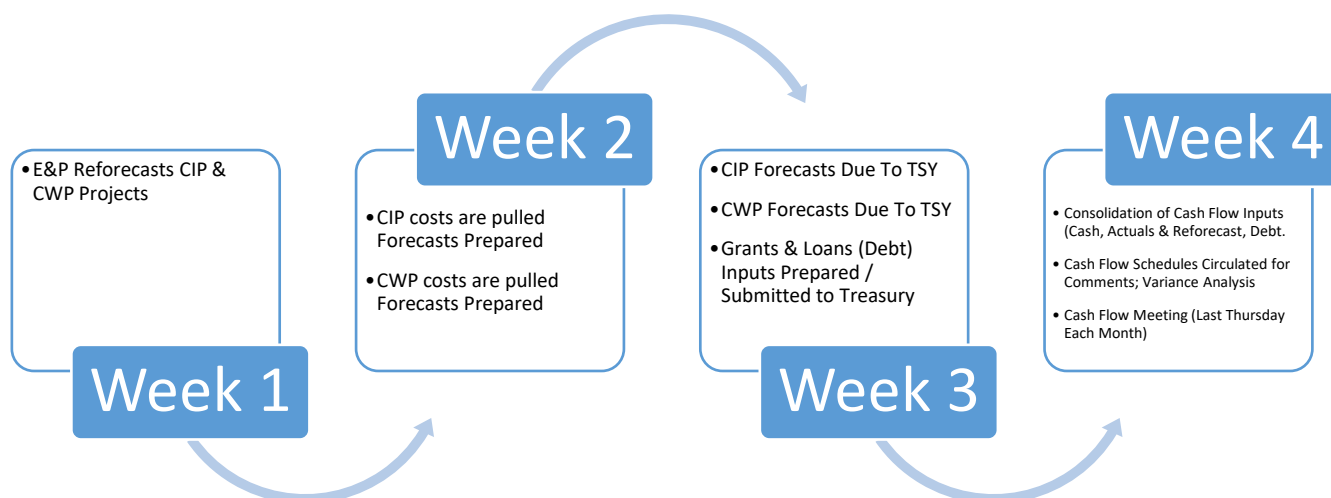 Week 1
•E&P Reforecasts CIP &
CWP Projects
Week 2
•CIP costs are pulled
Forecasts Prepared
•CWP costs are pulled
Forecasts Prepared
Week 3
•CIP Forecasts Due To TSY
•CWP Forecasts Due To TSY
•Grants & Loans (Debt)
Inputs Prepared /
Submitted to Treasury
Week 4
• Consolidation of Cash Flow Inputs
(Cash, Actuals & Reforecast, Debt.
• Cash Flow Schedules Circulated for
Comments; Variance Analysis
• Cash Flow Meeting (Last Thursday
Each Month)